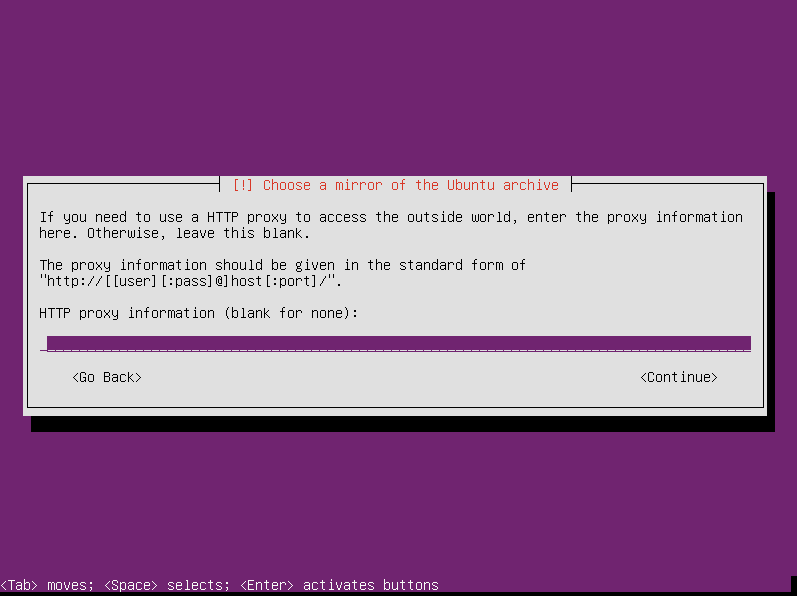 [!] Choose a mirror of the Ubuntu archive
If you need to use a HTTP proxy to access the outside world, enter the proxy information
here. Otherwise, leave this blank.
The proxy information should be given in the standard form of
"http://[[user][:pass]@]host[:port]/".
HTTP proxy information (blank for none):
<Go Back> <Continue>
<Tab> moves; <Space> selects; <Enter> activates buttons